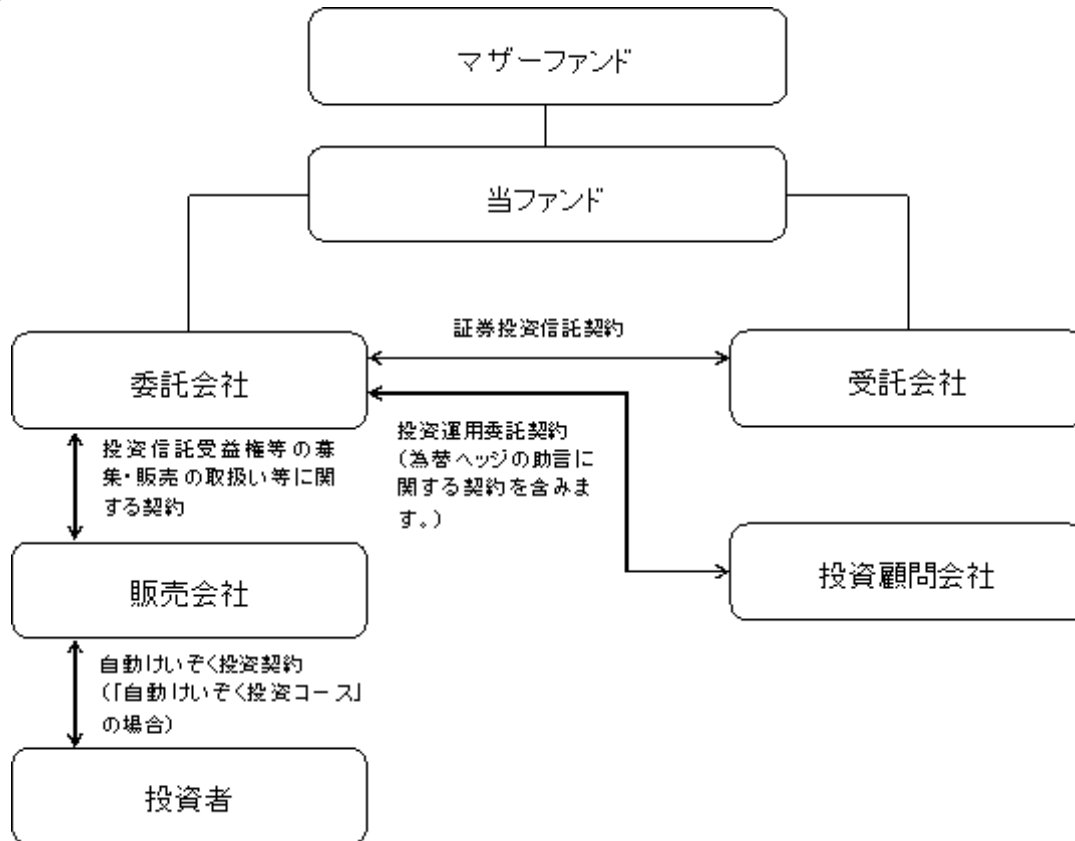 マザーファンド
当ファンド
証券投資信託契約
委託会社
受託会社
投資信託受益権等の募
集・販売の取扱い等に関
する契約
投資運用委託契約
（為替ヘッジの助言に
関する契約を含みま
す。）
販売会社
投資顧問会社
自動けいぞく投資契約
（「自動けいぞく投資コース」
の場合）
投資者